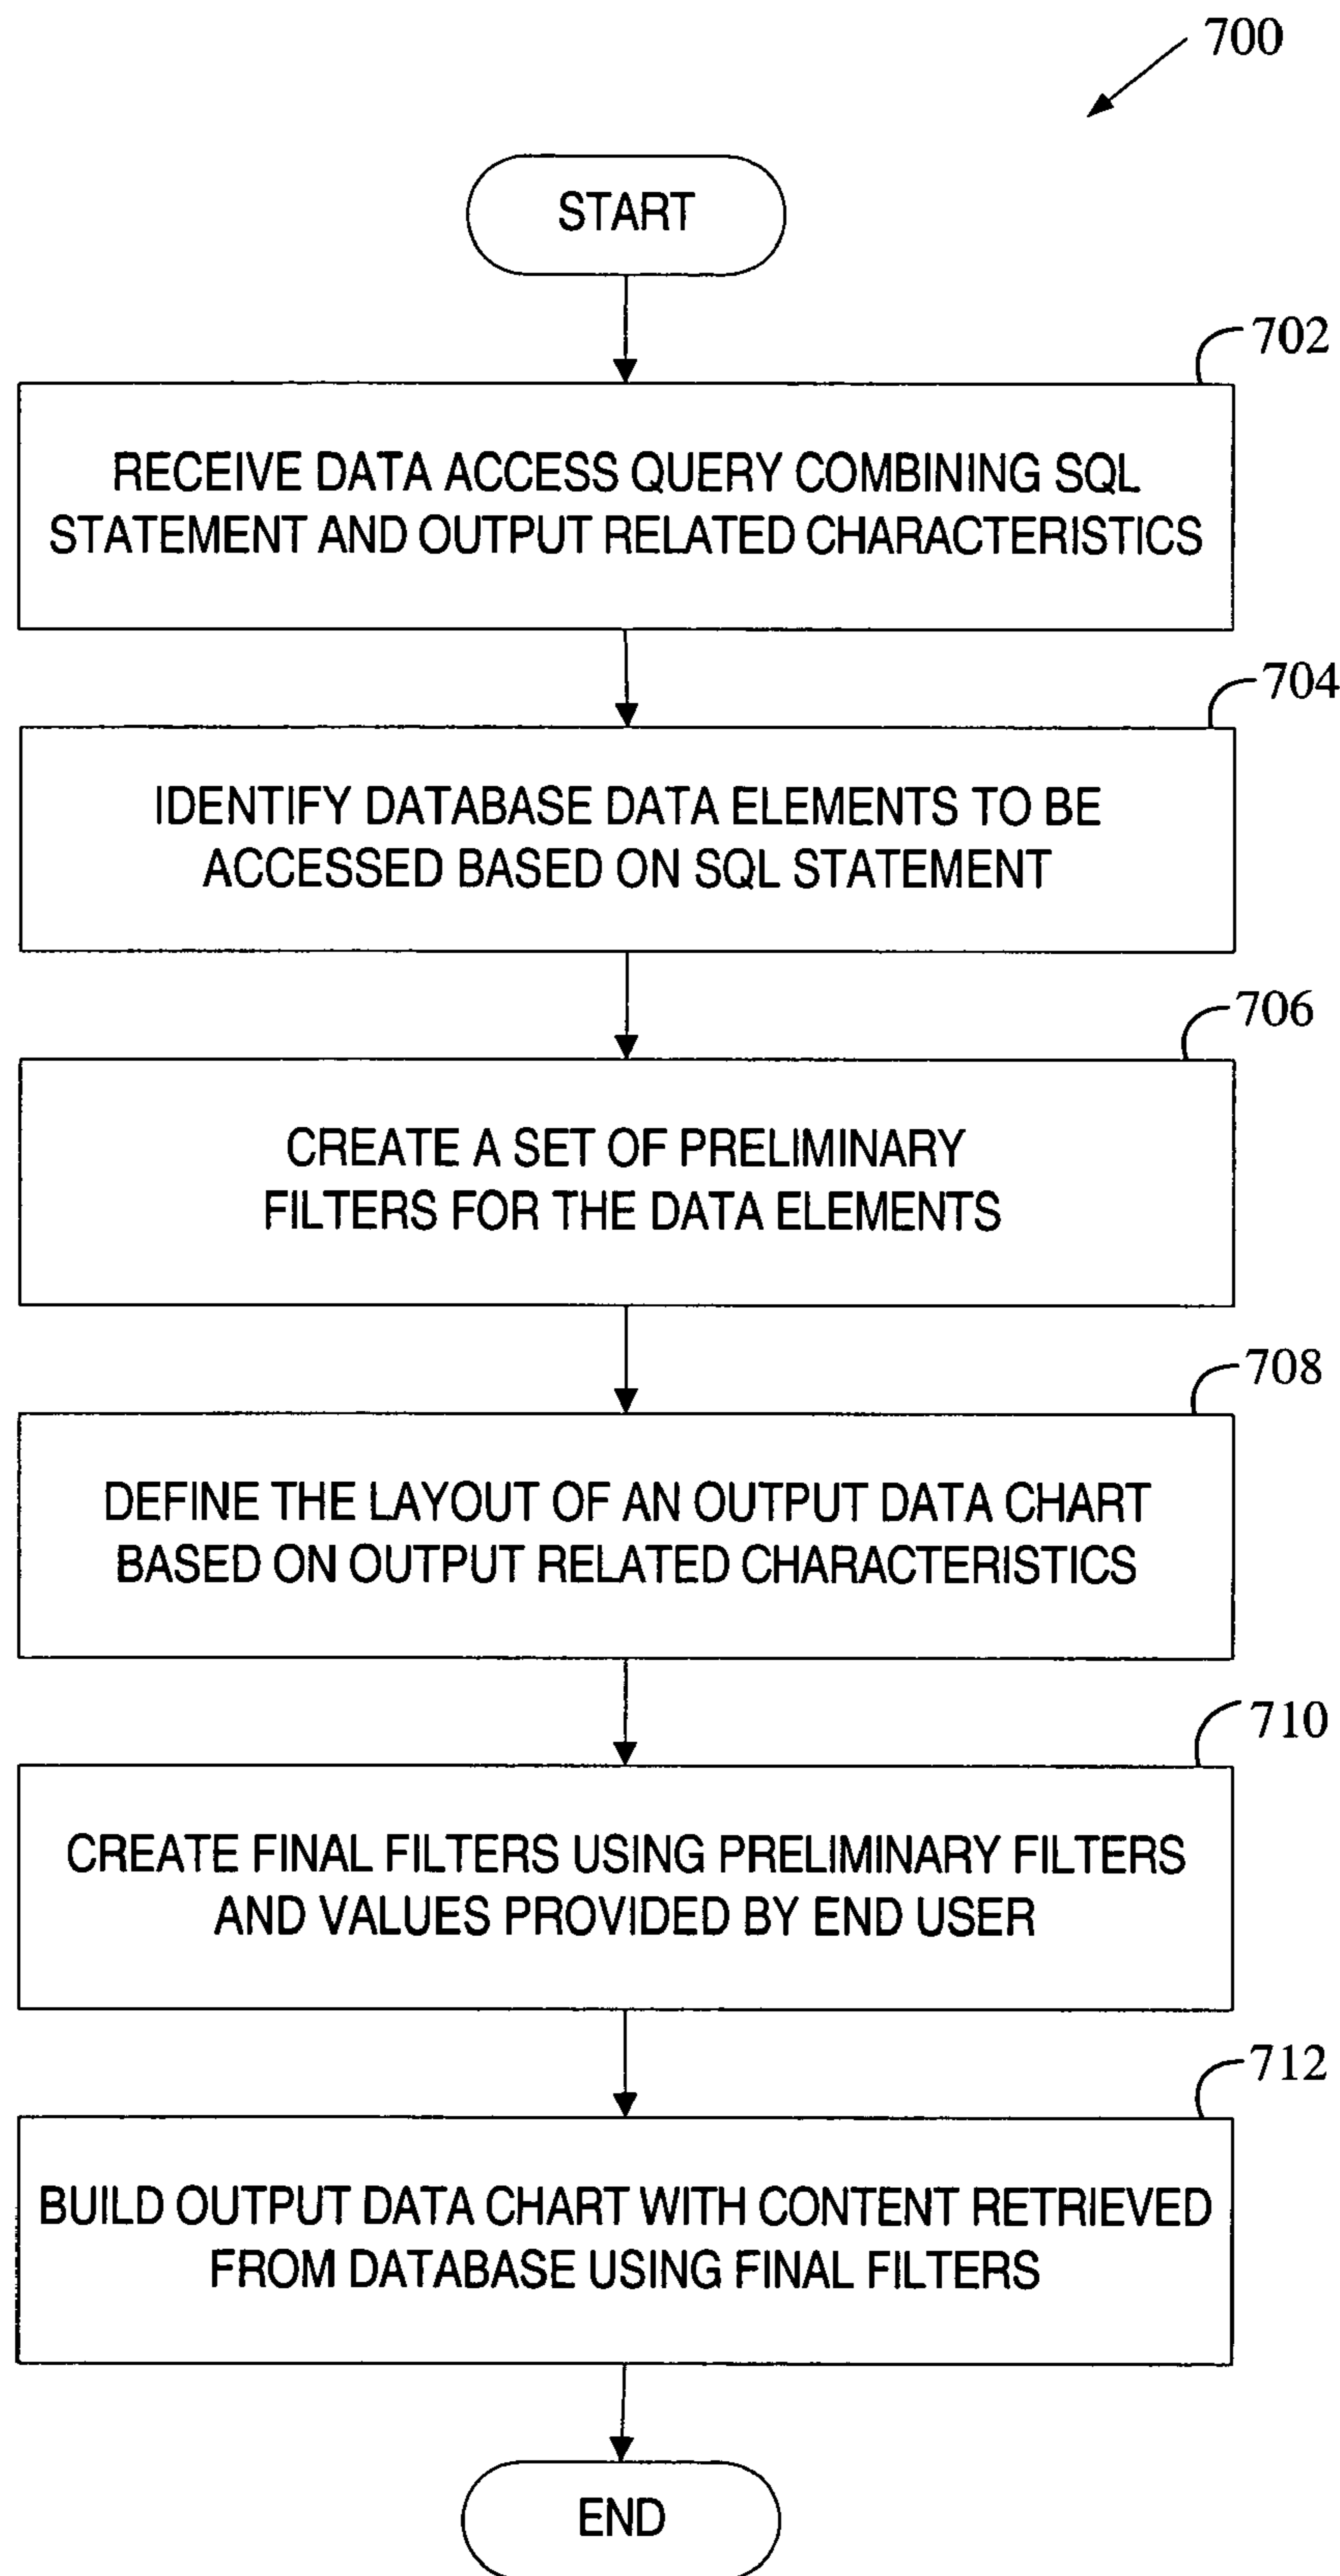 700
START
702
RECEIVE DATA ACCESS QUERY COMBINING SQL
STATEMENT AND OUTPUT RELATED CHARACTERISTICS
704
IDENTIFY DATABASE DATA ELEMENTS TO BE
ACCESSED BASED ON SQL STATEMENT
706
CREATE A SET OF PRELIMINARY
FILTERS FOR THE DATA ELEMENTS
708
DEFINE THE LAYOUT OF AN OUTPUT DATA CHART
BASED ON OUTPUT RELATED CHARACTERISTICS
710
CREATE FINAL FILTERS USING PRELIMINARY FILTERS
AND VALUES PROVIDED BY END USER
712
BUILD OUTPUT DATA CHART WITH CONTENT RETRIEVED
FROM DATABASE USING FINAL FILTERS
END